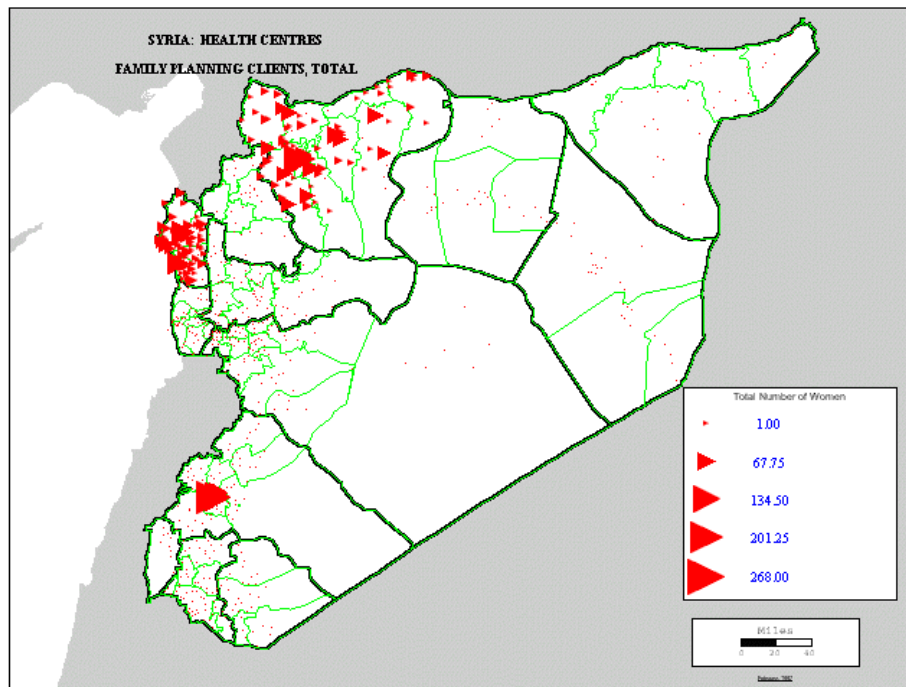 SYRIA: HEALTH CENTRES
FAMILY PLANNING CLIENTS, TOTAL
Total Number of Women
1.00
67.75
134.50
201.25
268.00
Miles
0 20 40